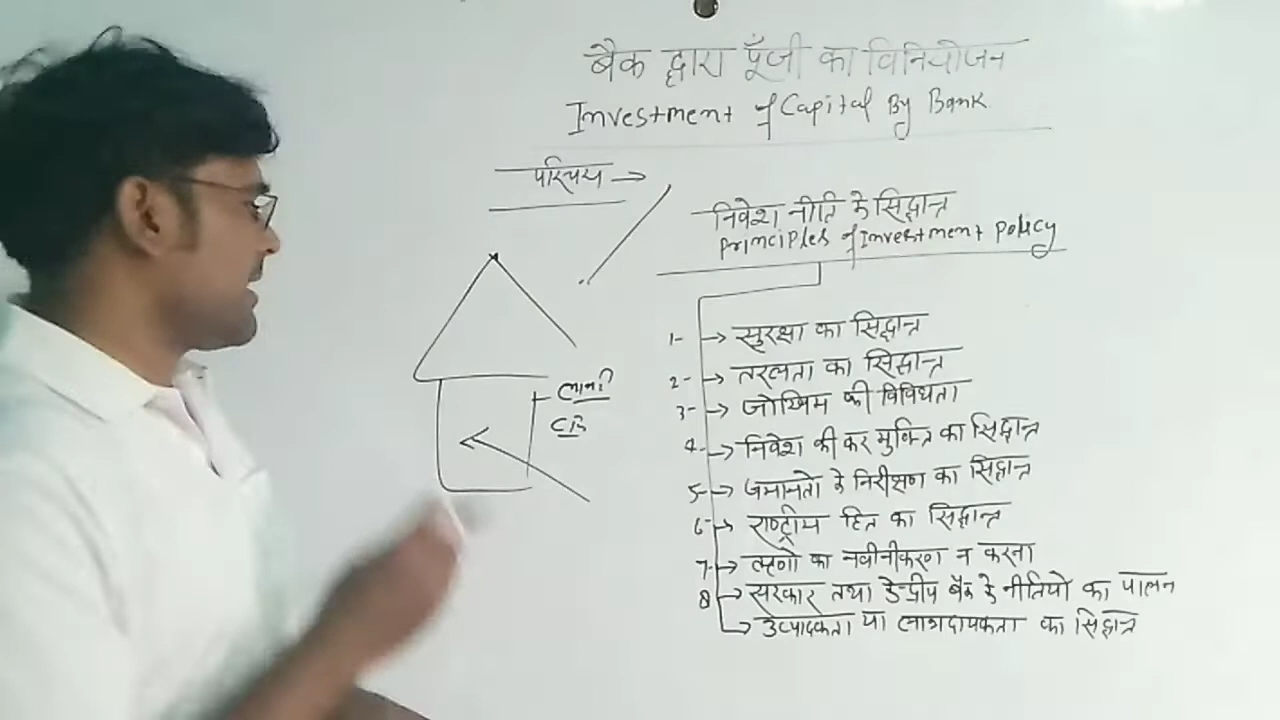 बैंक द्वारा पूँजी का विनियोजन
Investment of Capital By Bank
परिचय →
निवेश नीति के सिद्धान्त
Principles of Investment Policy
1- → सुरक्षा का सिद्धान्त
2- → तरलता का सिद्धान्त
3- → जोखिम की विविधता
4- → निवेश की कर मुक्ति का सिद्धान्त
5- → जमानतो के निरीक्षण का सिद्धान्त
6- → राष्ट्रीय हित का सिद्धान्त
7- → ऋणो का नवीनीकरण न करना
8 → सरकार तथा केन्द्रीय बैंक के नीतियो का पालन
→ उत्पादकता या लाभदायकता का सिद्धान्त
CB